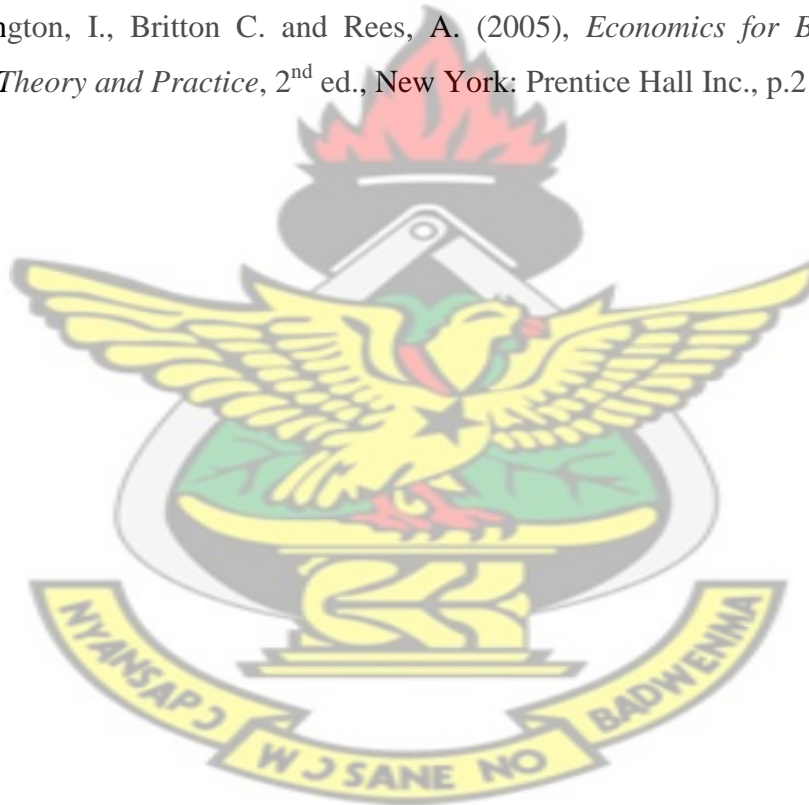 ngton, I., Britton C. and Rees, A. (2005), Economics for B
Theory and Practice, 2nd ed., New York: Prentice Hall Inc., p.2
NYANSAPƆ
WƆSANE NO
BADWENMA